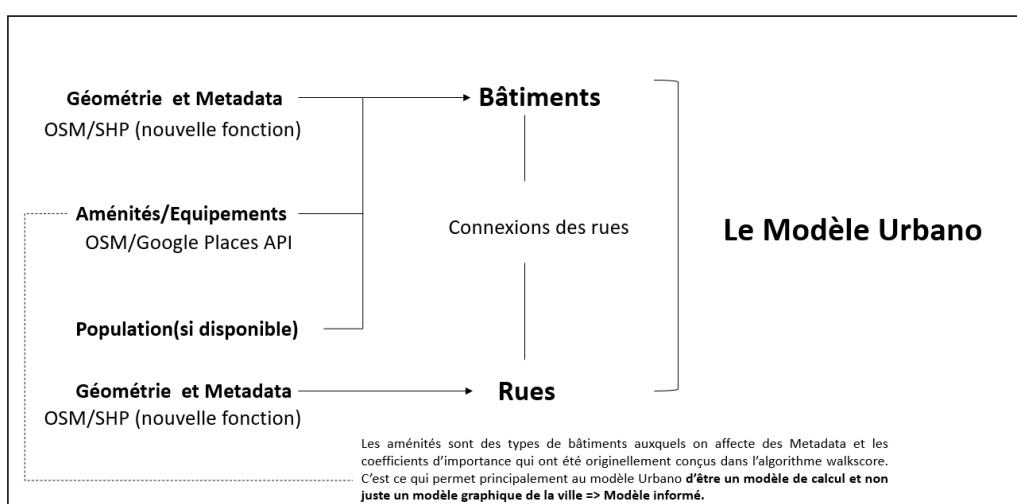 Géométrie et Metadata
OSM/SHP (nouvelle fonction)
Aménités/Equipements
OSM/Google Places API
Population(si disponible)
Géométrie et Metadata
OSM/SHP (nouvelle fonction)
Bâtiments
Connexions des rues
Rues
Le Modèle Urbano
Les aménités sont des types de bâtiments auxquels on affecte des Metadata et les
coefficients d'importance qui ont été originellement conçus dans l'algorithme walkscore.
C'est ce qui permet principalement au modèle Urbano d'être un modèle de calcul et non
juste un modèle graphique de la ville => Modèle informé.